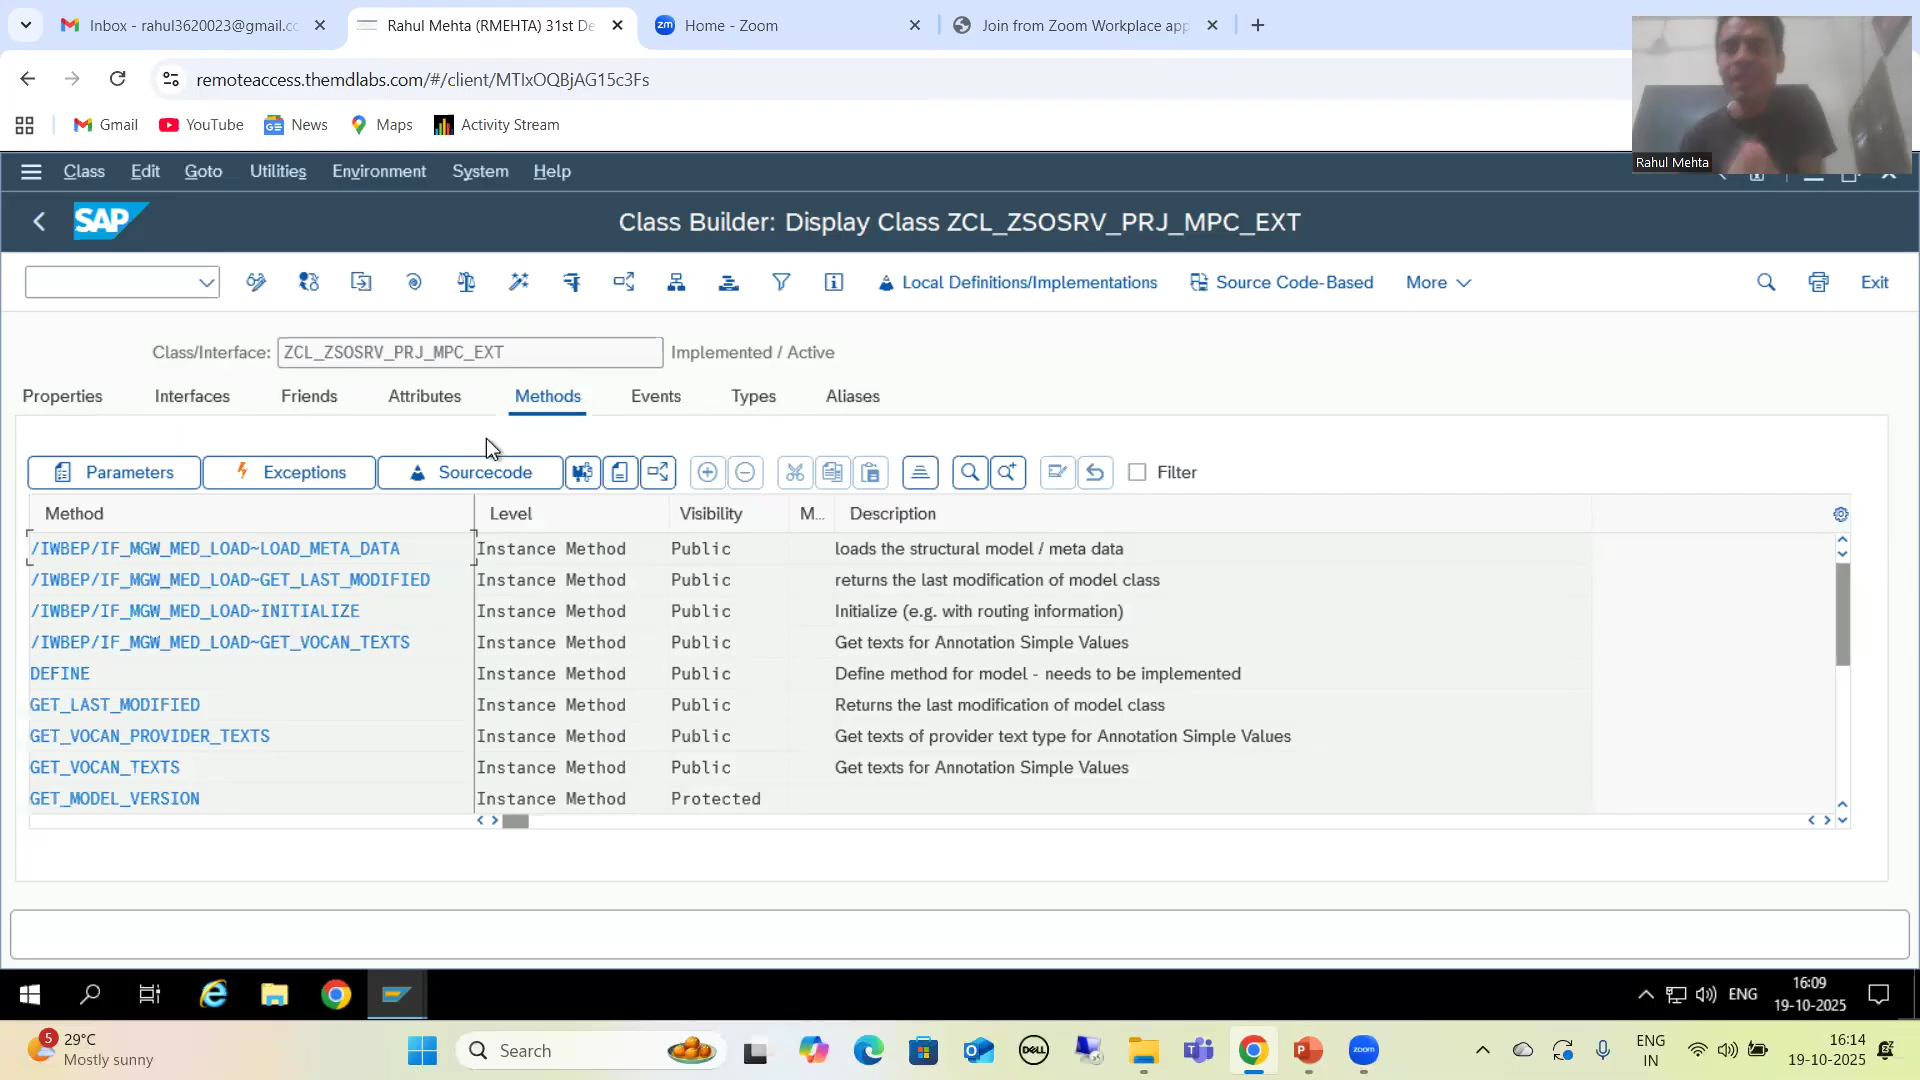 Inbox - rahul3620023@gmail.cc
Rahul Mehta (RMEHTA) 31st De
Home - Zoom
Join from Zoom Workplace app
remoteaccess.themdlabs.com/#/client/MTIxOQBjAG15c3Fs
Gmail
YouTube
News
Maps
Activity Stream
Rahul Mehta
Class
Edit
Goto
Utilities
Environment
System
Help
SAP
Class Builder: Display Class ZCL_ZSOSRV_PRJ_MPC_EXT
Local Definitions/Implementations
Source Code-Based
More
Exit
Class/Interface: ZCL_ZSOSRV_PRJ_MPC_EXT Implemented / Active
Properties
Interfaces
Friends
Attributes
Methods
Events
Types
Aliases
Parameters
Exceptions
Sourcecode
Filter
Method Level Visibility M... Description
/IWBEP/IF_MGW_MED_LOAD~LOAD_META_DATA Instance Method Public loads the structural model / meta data
/IWBEP/IF_MGW_MED_LOAD~GET_LAST_MODIFIED Instance Method Public returns the last modification of model class
/IWBEP/IF_MGW_MED_LOAD~INITIALIZE Instance Method Public Initialize (e.g. with routing information)
/IWBEP/IF_MGW_MED_LOAD~GET_VOCAN_TEXTS Instance Method Public Get texts for Annotation Simple Values
DEFINE Instance Method Public Define method for model - needs to be implemented
GET_LAST_MODIFIED Instance Method Public Returns the last modification of model class
GET_VOCAN_PROVIDER_TEXTS Instance Method Public Get texts of provider text type for Annotation Simple Values
GET_VOCAN_TEXTS Instance Method Public Get texts for Annotation Simple Values
GET_MODEL_VERSION Instance Method Protected
ENG
16:09
19-10-2025
5
29°C
Mostly sunny
Search
DELL
zoom
ENG
IN
16:14
19-10-2025